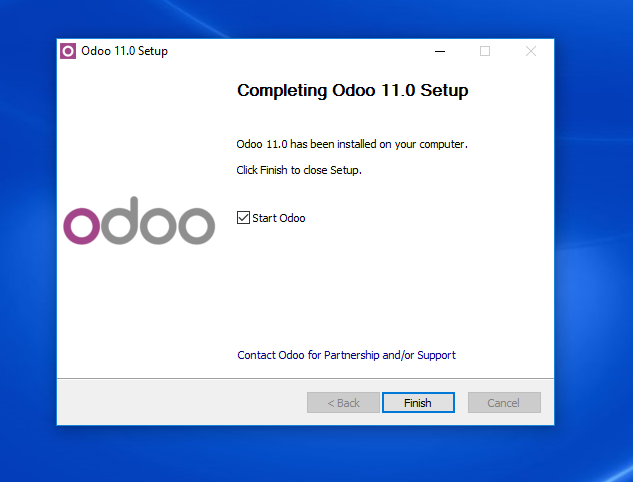 Odoo 11.0 Setup
Completing Odoo 11.0 Setup
Odoo 11.0 has been installed on your computer.
Click Finish to close Setup.
odoo
Start Odoo
Contact Odoo for Partnership and/or Support
< Back
Finish
Cancel